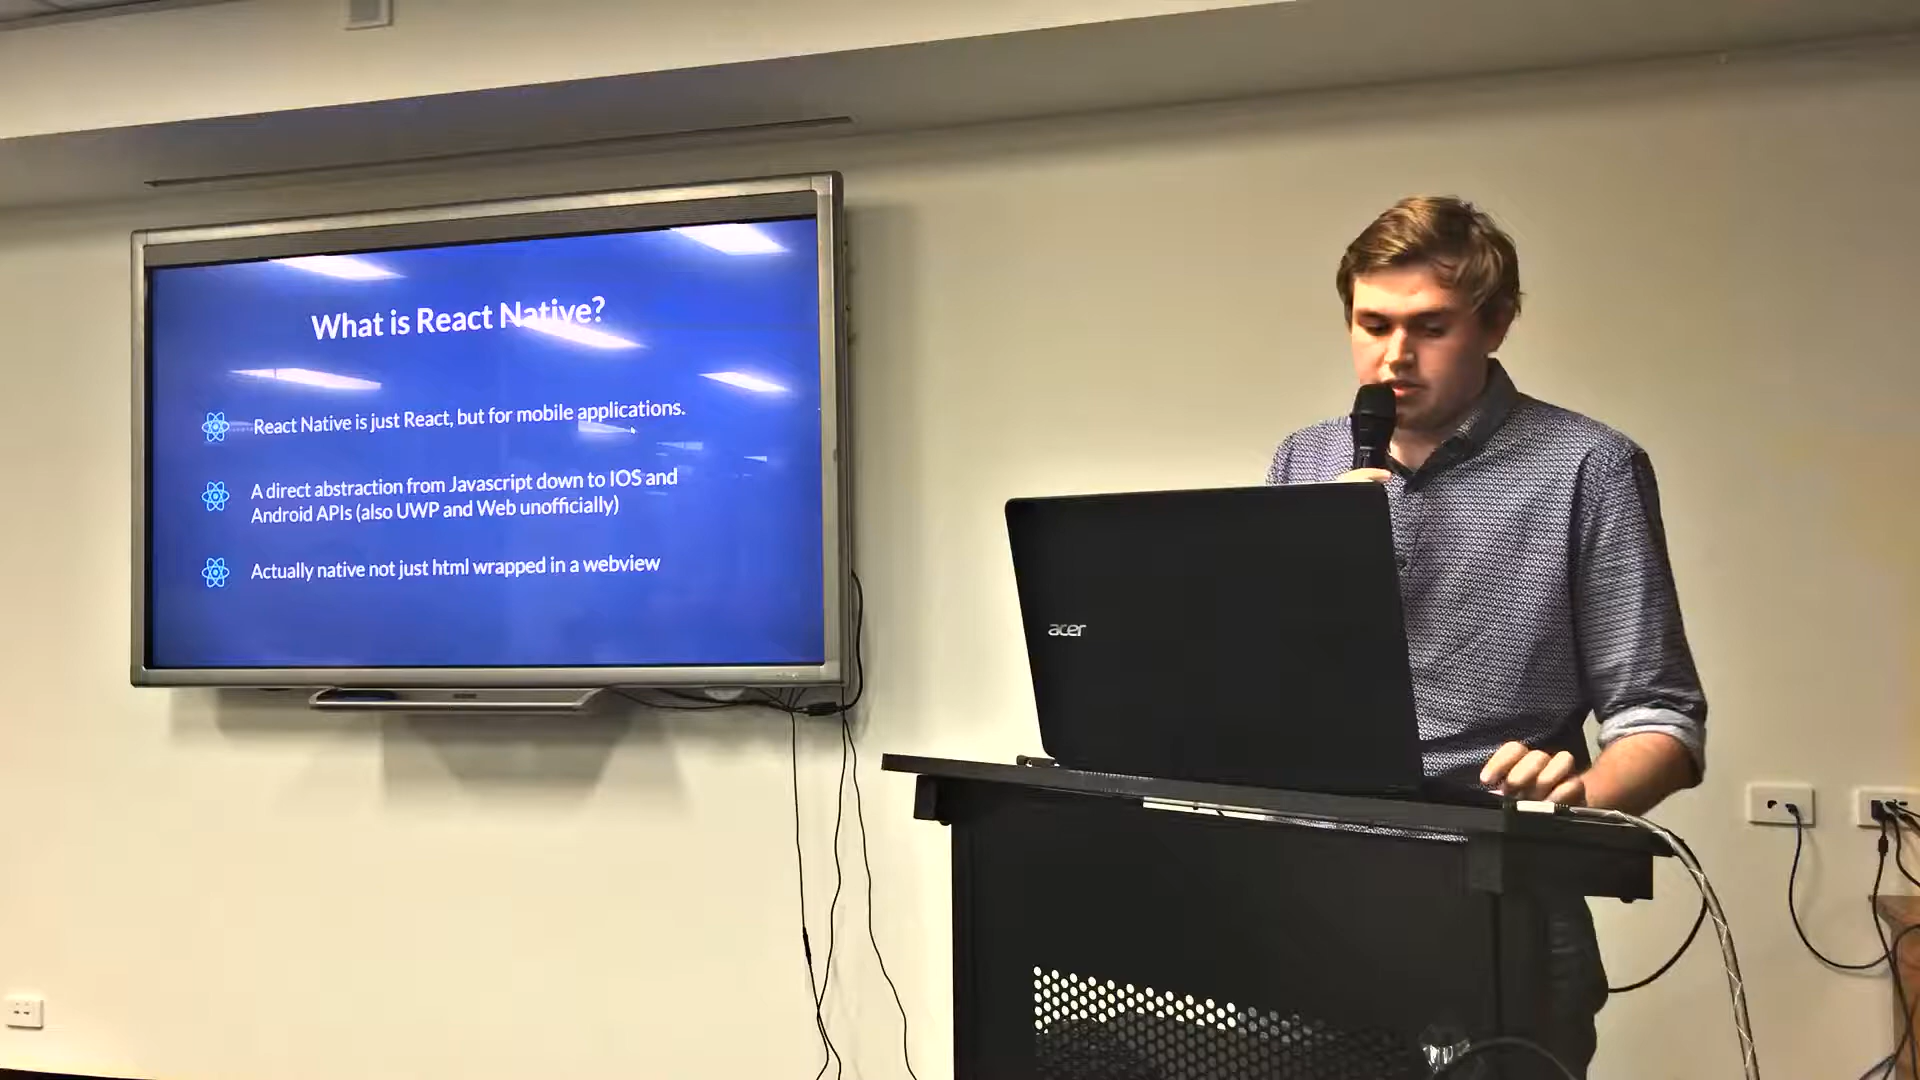 What is React Native?
React Native is just React, but for mobile applications.
A direct abstraction from Javascript down to IOS and
Android APIs (also UWP and Web unofficially)
Actually native not just html wrapped in a webview
acer